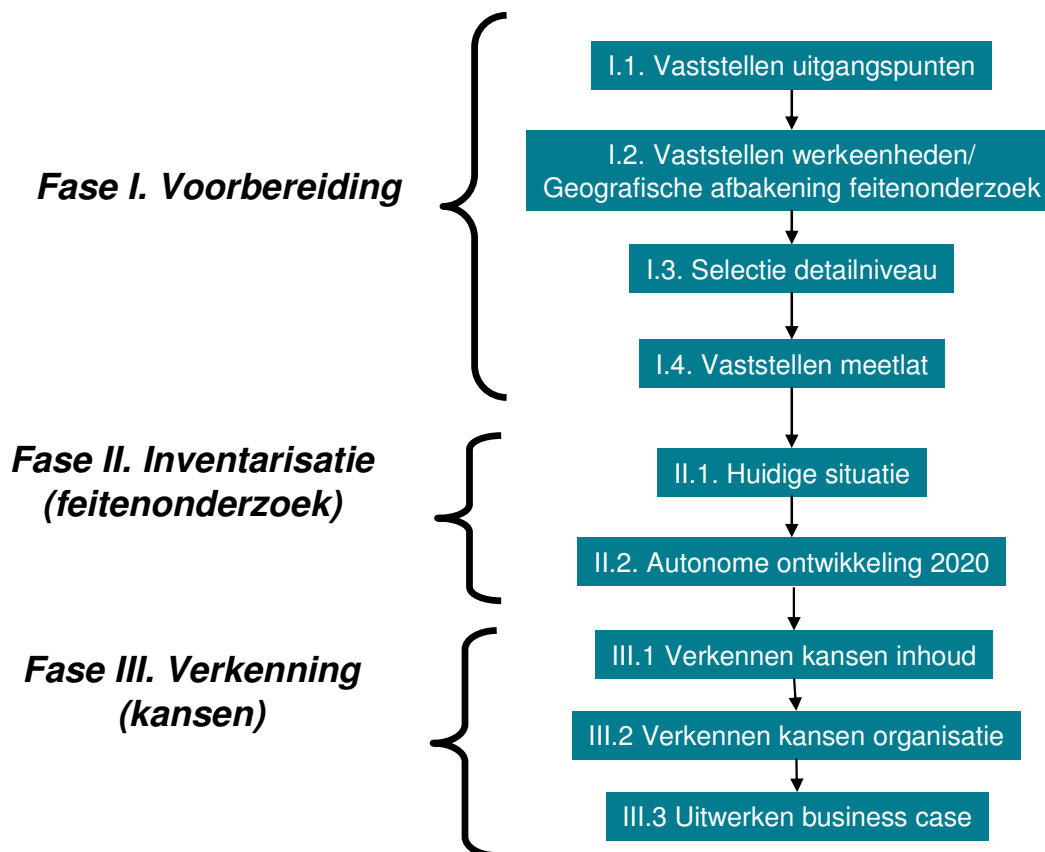 Fase I. Voorbereiding
I.1. Vaststellen uitgangspunten
I.2. Vaststellen werkeenheden/
Geografische afbakening feitenonderzoek
I.3. Selectie detailniveau
I.4. Vaststellen meetlat
Fase II. Inventarisatie
(feitenonderzoek)
II.1. Huidige situatie
II.2. Autonome ontwikkeling 2020
Fase III. Verkenning
(kansen)
III.1 Verkennen kansen inhoud
III.2 Verkennen kansen organisatie
III.3 Uitwerken business case